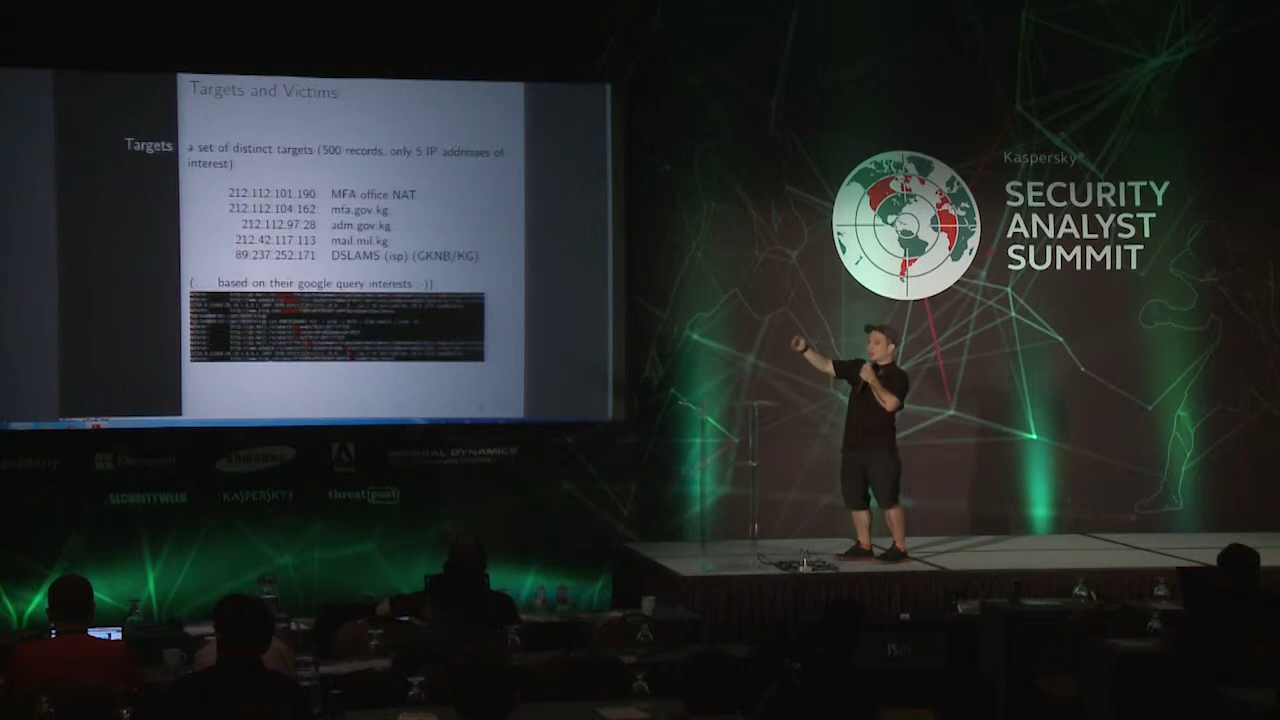 Targets and Victims
Targets
a set of distinct targets (500 records, only 5 IP addresses of
interest)
212.112.101.190 MFA office NAT
212.112.104.162 mfa.gov.kg
212.112.97.28 adm.gov.kg
212.42.117.113 mail.mil.kg
89.237.252.171 DSLAMS (isp) (GKNB/KG)
( based on their google query interests ;-))
Kaspersky
SECURITY
ANALYST
SUMMIT
SAMSUNG
GENERAL DYNAMICS
SECURITYWEEK
KASPERSKY
threatpost